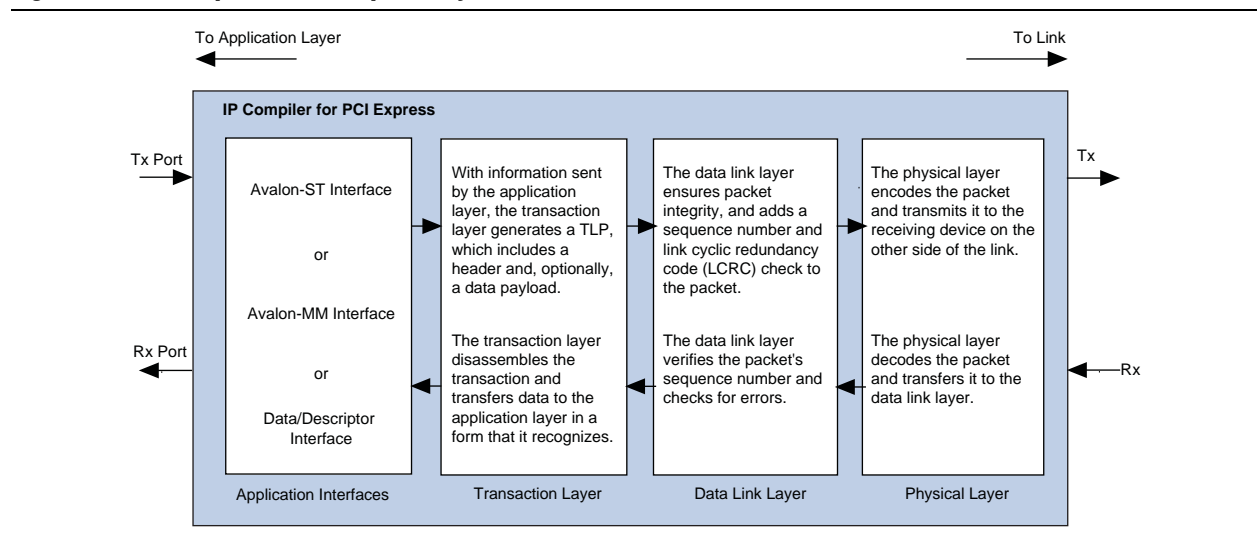 To Application Layer
To Link
IP Compiler for PCI Express
Tx Port
Avalon-ST Interface
or
Avalon-MM Interface
or
Data/Descriptor
Interface
Rx Port
With information sent
by the application
layer, the transaction
layer generates a TLP,
which includes a
header and, optionally,
a data payload.
The transaction layer
disassembles the
transaction and
transfers data to the
application layer in a
form that it recognizes.
The data link layer
ensures packet
integrity, and adds a
sequence number and
link cyclic redundancy
code (LCRC) check to
the packet.
The data link layer
verifies the packet's
sequence number and
checks for errors.
The physical layer
encodes the packet
and transmits it to the
receiving device on the
other side of the link.
The physical layer
decodes the packet
and transfers it to the
data link layer.
Tx
Rx
Application Interfaces
Transaction Layer
Data Link Layer
Physical Layer